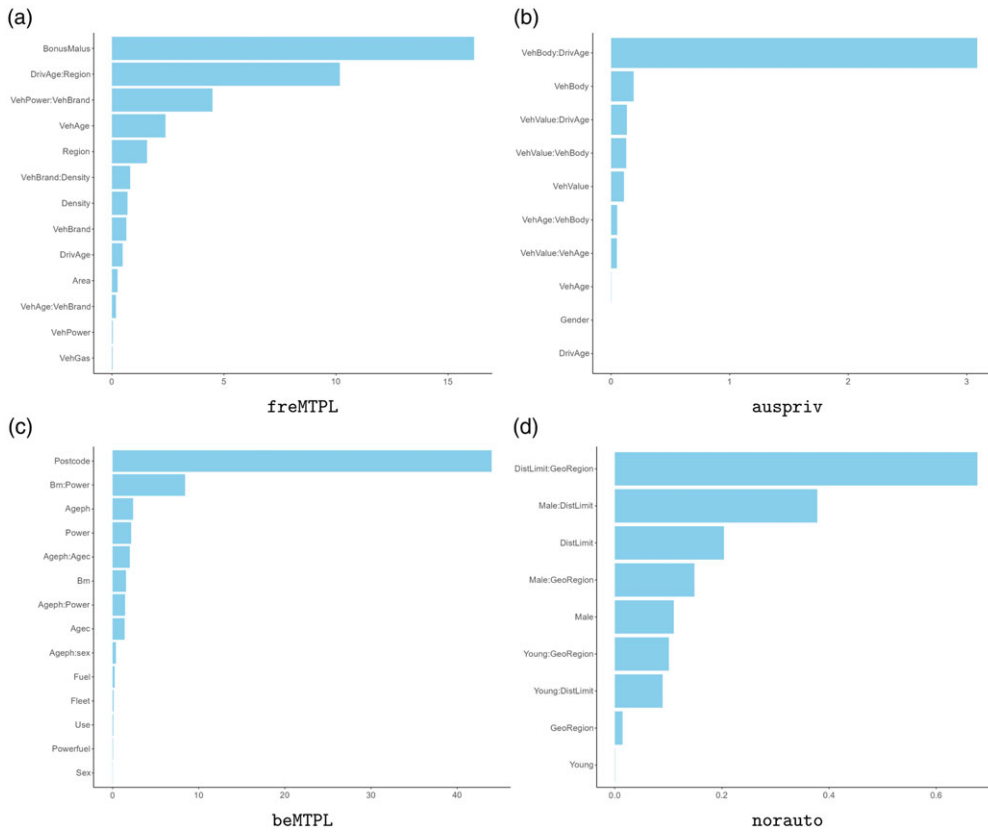 (a)
BonusMalus
DrivAge:Region
VehPower:VehBrand
VehAge
Region
VehBrand:Density
Density
VehBrand
DrivAge
Area
VehAge:VehBrand
VehPower
VehGas
0 5 10 15
freMTPL
(b)
VehBody:DrivAge
VehBody
VehValue:DrivAge
VehValue:VehBody
VehValue
VehAge:VehBody
VehValue:VehAge
VehAge
Gender
DrivAge
0 1 2 3
auspriv
(c)
Postcode
Bm:Power
Ageph
Power
Ageph:Agec
Bm
Ageph:Power
Agec
Ageph:sex
Fuel
Fleet
Use
Powerfuel
Sex
0 10 20 30 40
beMTPL
(d)
DistLimit:GeoRegion
Male:DistLimit
DistLimit
Male:GeoRegion
Male
Young:GeoRegion
Young:DistLimit
GeoRegion
Young
0.0 0.2 0.4 0.6
norauto